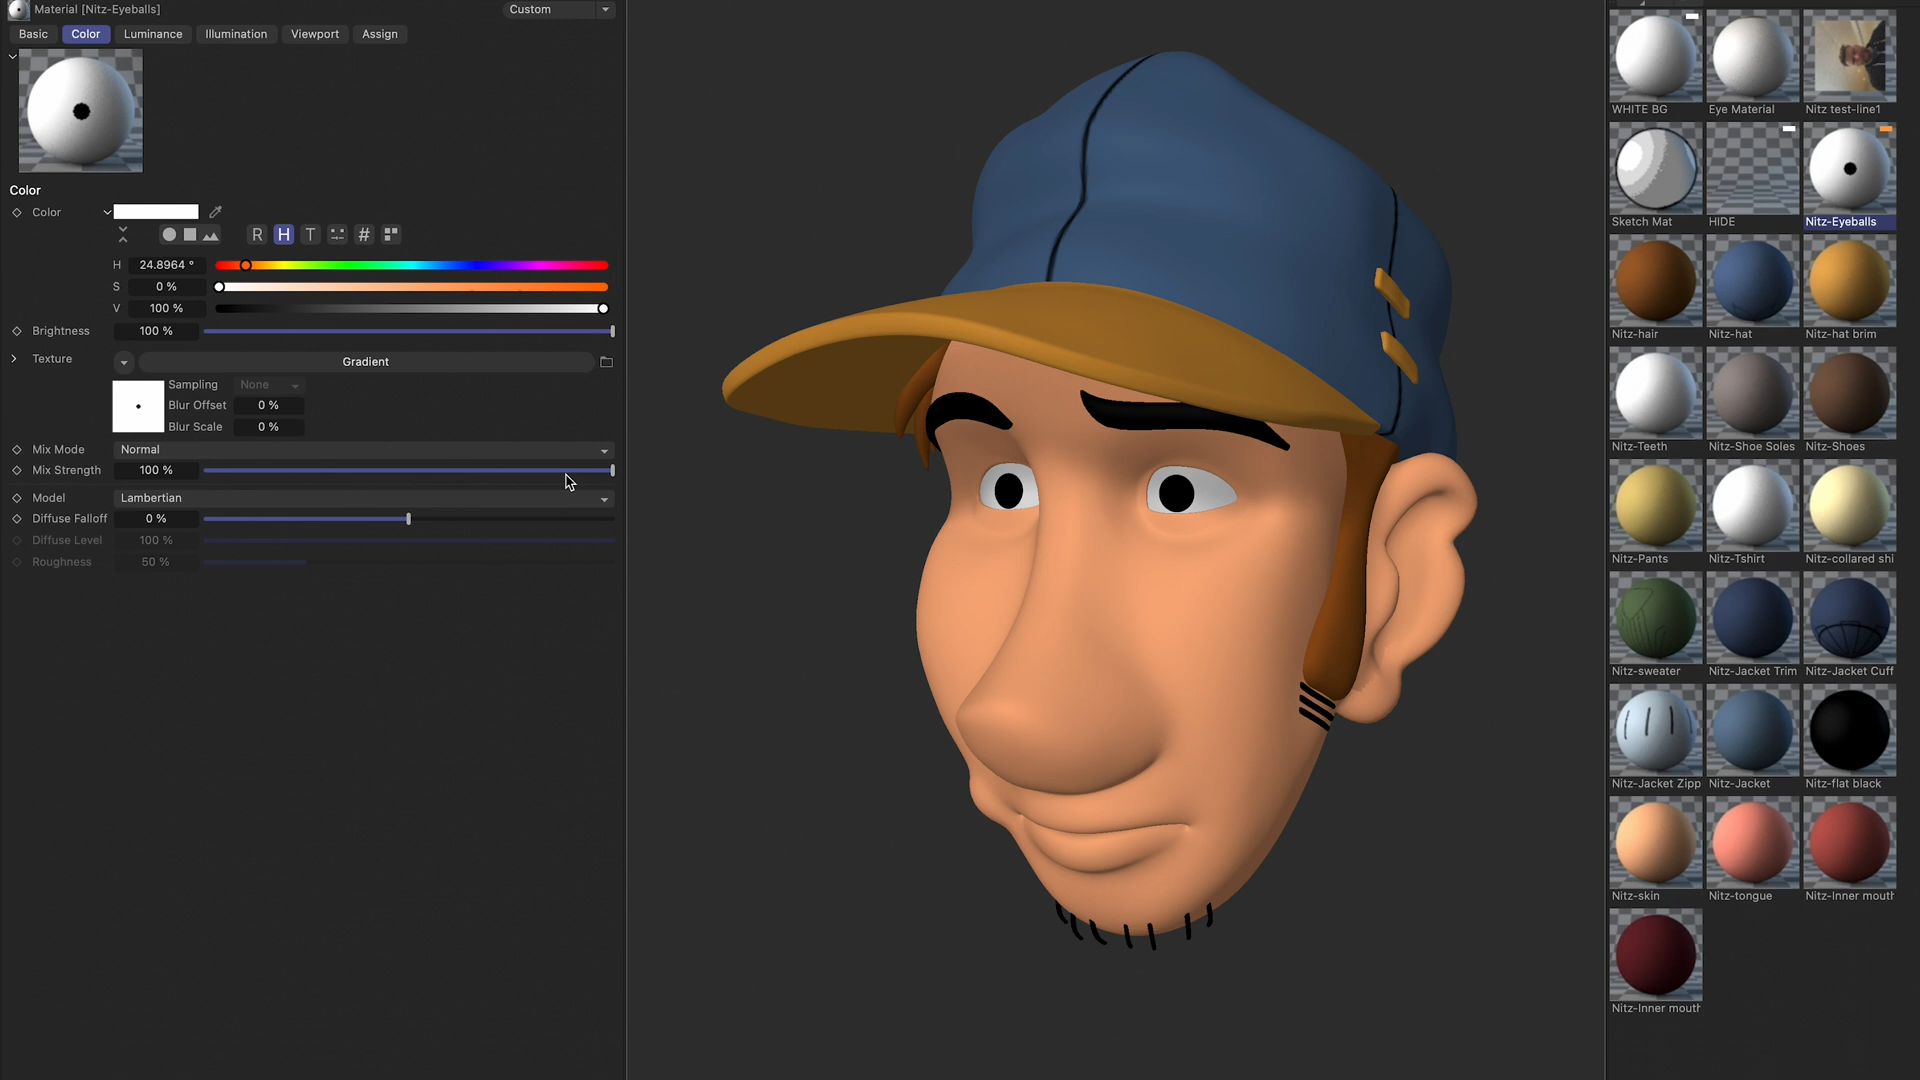 Material [Nitz-Eyeballs]
Custom
Basic
Color
Luminance
Illumination
Viewport
Assign
Color
Color
R
H
T
#
H
24.8964 °
S
0 %
V
100 %
Brightness
100 %
Texture
Gradient
Sampling
None
Blur Offset
0 %
Blur Scale
0 %
Mix Mode
Normal
Mix Strength
100 %
Model
Lambertian
Diffuse Falloff
0 %
Diffuse Level
100 %
Roughness
50 %
WHITE BG
Eye Material
Nitz test-line1
Sketch Mat
HIDE
Nitz-Eyeballs
Nitz-hair
Nitz-hat
Nitz-hat brim
Nitz-Teeth
Nitz-Shoe Soles
Nitz-Shoes
Nitz-Pants
Nitz-Tshirt
Nitz-collared shi
Nitz-sweater
Nitz-Jacket Trim
Nitz-Jacket Cuff
Nitz-Jacket Zipp
Nitz-Jacket
Nitz-flat black
Nitz-skin
Nitz-tongue
Nitz-Inner mouth
Nitz-Inner mouth